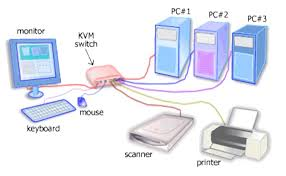 PC#1
PC#2
PC#3
KVM
switch
monitor
mouse
keyboard
scanner
printer